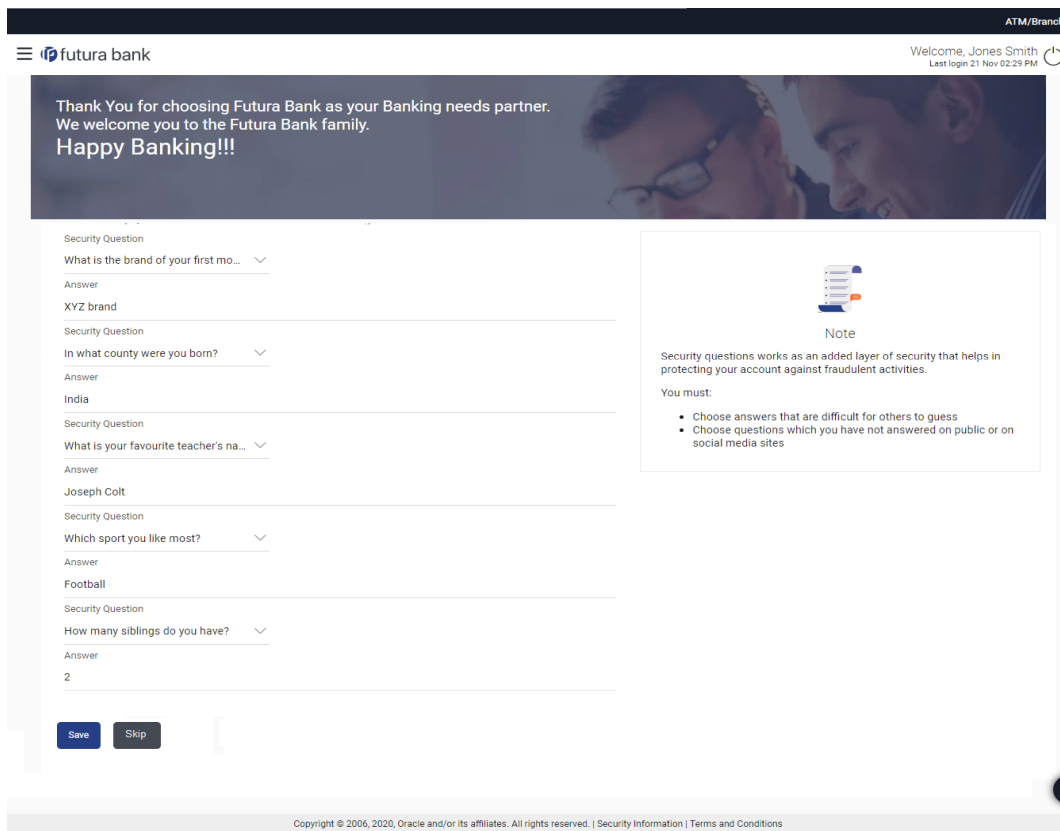 ATM/Branch
futura bank
Welcome, Jones Smith
Last login 21 Nov 02:29 PM
Thank You for choosing Futura Bank as your Banking needs partner.
We welcome you to the Futura Bank family.
Happy Banking!!!
Security Question
What is the brand of your first mo...
Answer
XYZ brand
Security Question
In what county were you born?
Answer
India
Security Question
What is your favourite teacher's na...
Answer
Joseph Colt
Security Question
Which sport you like most?
Answer
Football
Security Question
How many siblings do you have?
Answer
2
Save
Skip
Note
Security questions works as an added layer of security that helps in
protecting your account against fraudulent activities.
You must:
• Choose answers that are difficult for others to guess
• Choose questions which you have not answered on public or on
social media sites
Copyright © 2006, 2020, Oracle and/or its affiliates. All rights reserved. | Security Information | Terms and Conditions